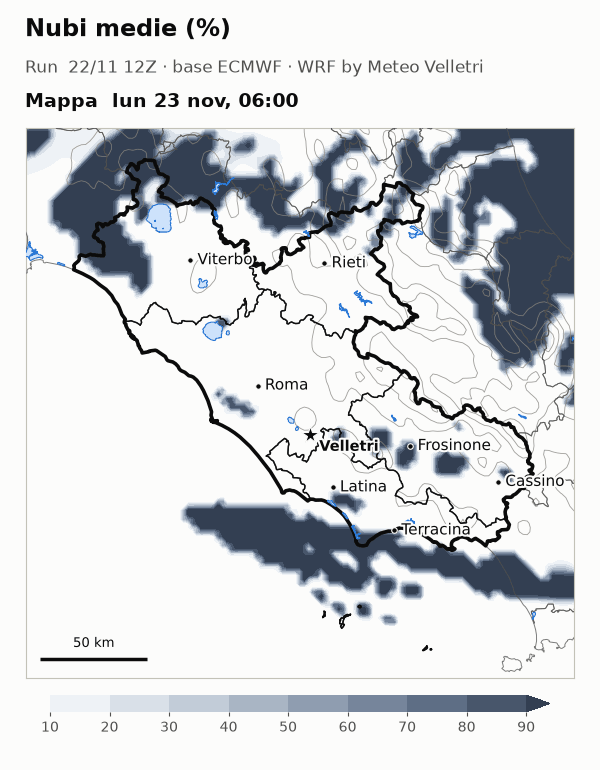 Nubi medie (%)
Run 22/11 12Z · base ECMWF · WRF by Meteo Velletri
Mappa lun 23 nov, 06:00
Viterbo
Rieti
Roma
Velletri
Frosinone
Cassino
Latina
Terracina
50 km
10 20 30 40 50 60 70 80 90